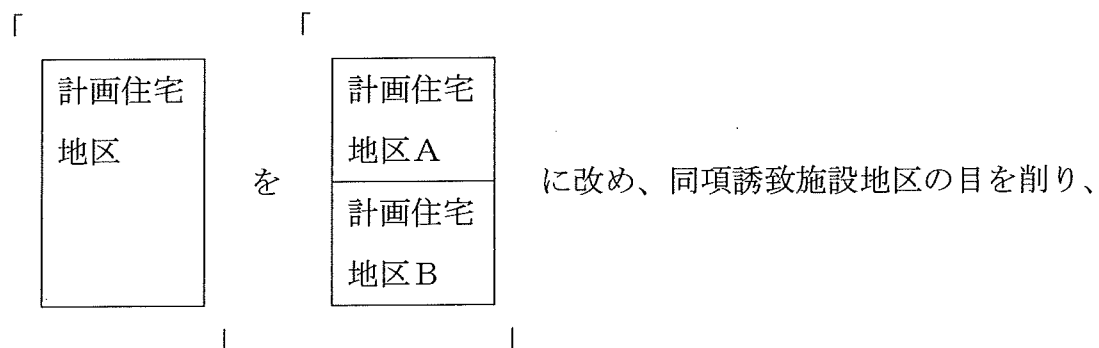 「
計画住宅
地区
」
を
「
計画住宅
地区A
計画住宅
地区B
」
に改め、同項誘致施設地区の目を削り、